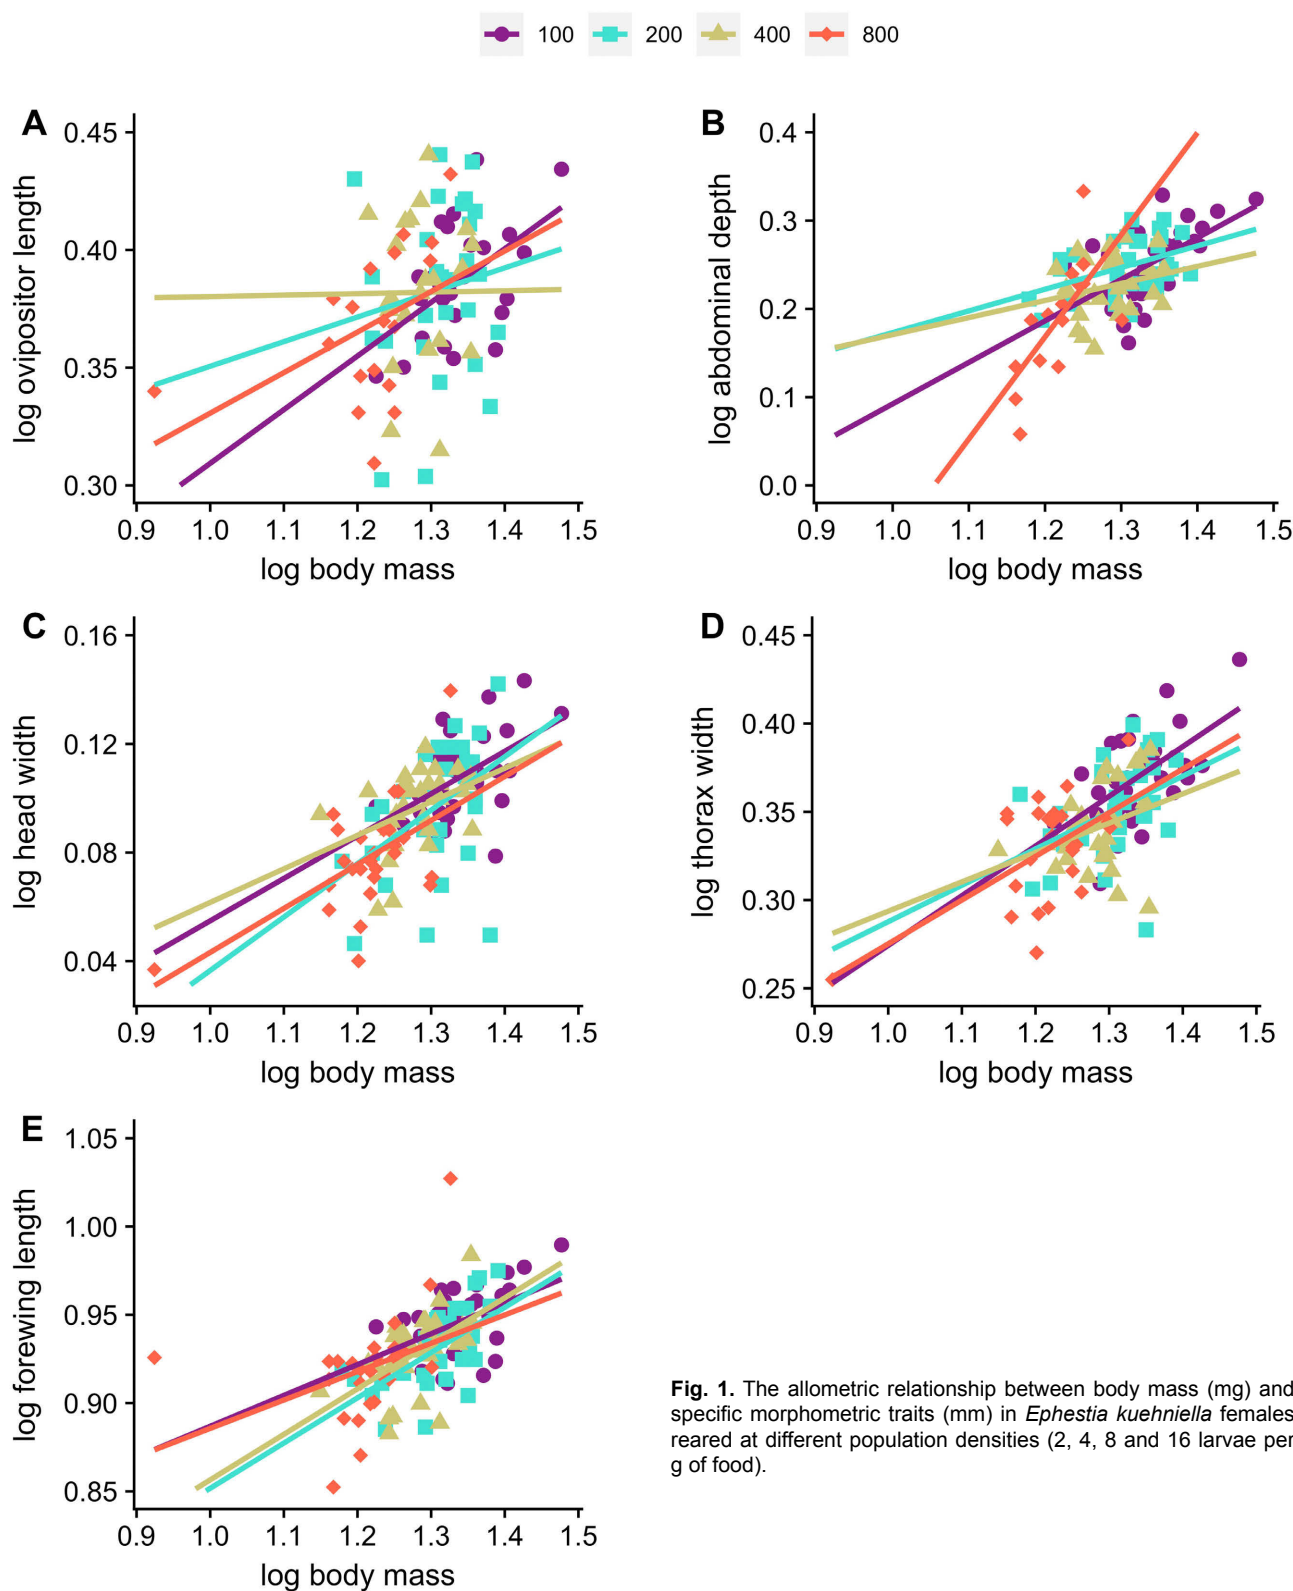 100 200 400 800
A
0.45
0.40
0.35
0.30
log ovipositor length
0.9 1.0 1.1 1.2 1.3 1.4 1.5
log body mass
B
0.4
0.3
0.2
0.1
0.0
log abdominal depth
0.9 1.0 1.1 1.2 1.3 1.4 1.5
log body mass
C
0.16
0.12
0.08
0.04
log head width
0.9 1.0 1.1 1.2 1.3 1.4 1.5
log body mass
D
0.45
0.40
0.35
0.30
0.25
log thorax width
0.9 1.0 1.1 1.2 1.3 1.4 1.5
log body mass
E
1.05
1.00
0.95
0.90
0.85
log forewing length
0.9 1.0 1.1 1.2 1.3 1.4 1.5
log body mass
Fig. 1. The allometric relationship between body mass (mg) and
specific morphometric traits (mm) in Ephestia kuehniella females
reared at different population densities (2, 4, 8 and 16 larvae per
g of food).